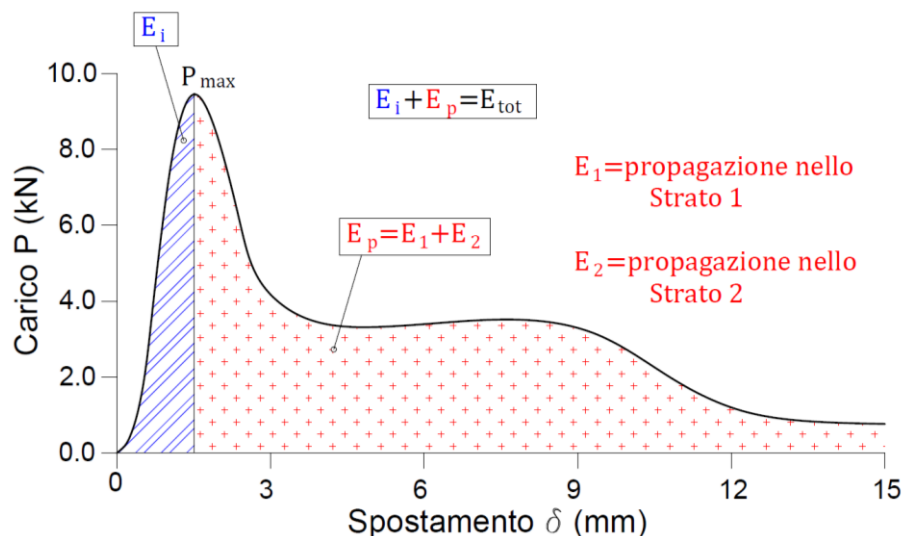 E_i
P_max
E_i+E_p=E_tot
E_1=propagazione nello
Strato 1
E_p=E_1+E_2
E_2=propagazione nello
Strato 2
Carico P (kN)
10.0
8.0
6.0
4.0
2.0
0.0
0 3 6 9 12 15
Spostamento δ (mm)